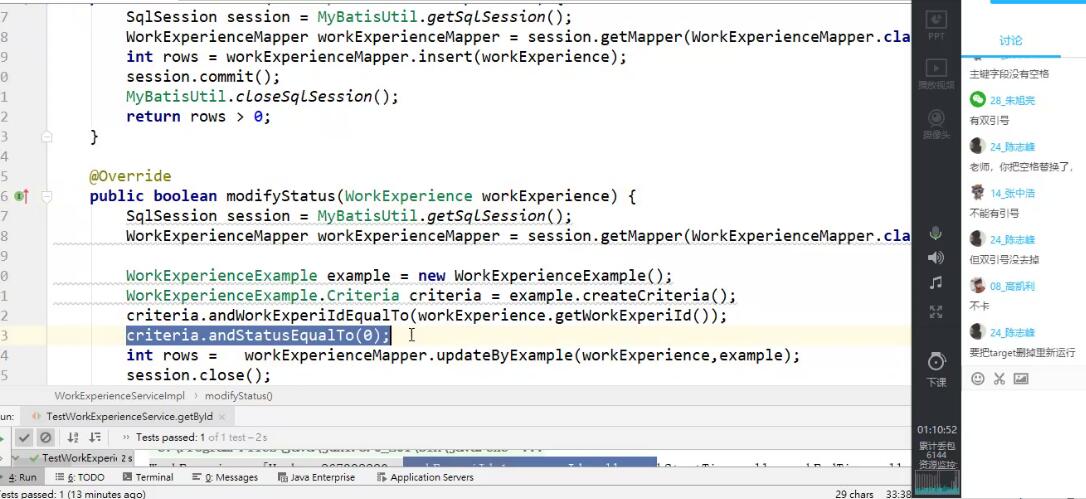 7 SqlSession session = MyBatisUtil.getSqlSession();
8 WorkExperienceMapper workExperienceMapper = session.getMapper(WorkExperienceMapper.cla
9 int rows = workExperienceMapper.insert(workExperience);
0 session.commit();
1 MyBatisUtil.closeSqlSession();
2 return rows > 0;
3 }
4
5 @Override
6 public boolean modifyStatus(WorkExperience workExperience) {
7 SqlSession session = MyBatisUtil.getSqlSession();
8 WorkExperienceMapper workExperienceMapper = session.getMapper(WorkExperienceMapper.cla
9
0 WorkExperienceExample example = new WorkExperienceExample();
1 WorkExperienceExample.Criteria criteria = example.createCriteria();
2 criteria.andWorkExperiIdEqualTo(workExperience.getWorkExperiId());
3 criteria.andStatusEqualTo(0);
4 int rows = workExperienceMapper.updateByExample(workExperience,example);
5 session.close();
WorkExperienceServiceImpl › modifyStatus()
un: TestWorkExperienceService.getById ×
›› Tests passed: 1 of 1 test – 2 s
TestWorkExperi 2 s
4: Run 6: TODO Terminal 0: Messages Java Enterprise Application Servers
ests passed: 1 (13 minutes ago)
29 chars 33:38
PPT
播放视频
摄像头
下课
01:10:52
累计丢包
6144
资源监控:
讨论
主键字段没有空格
28_朱旭亮
有双引号
24_陈志峰
老师，你把空格替换了，
14_张中浩
不能有引号
24_陈志峰
但双引号没去掉
08_高凯利
不卡
24_陈志峰
要把target删掉重新运行